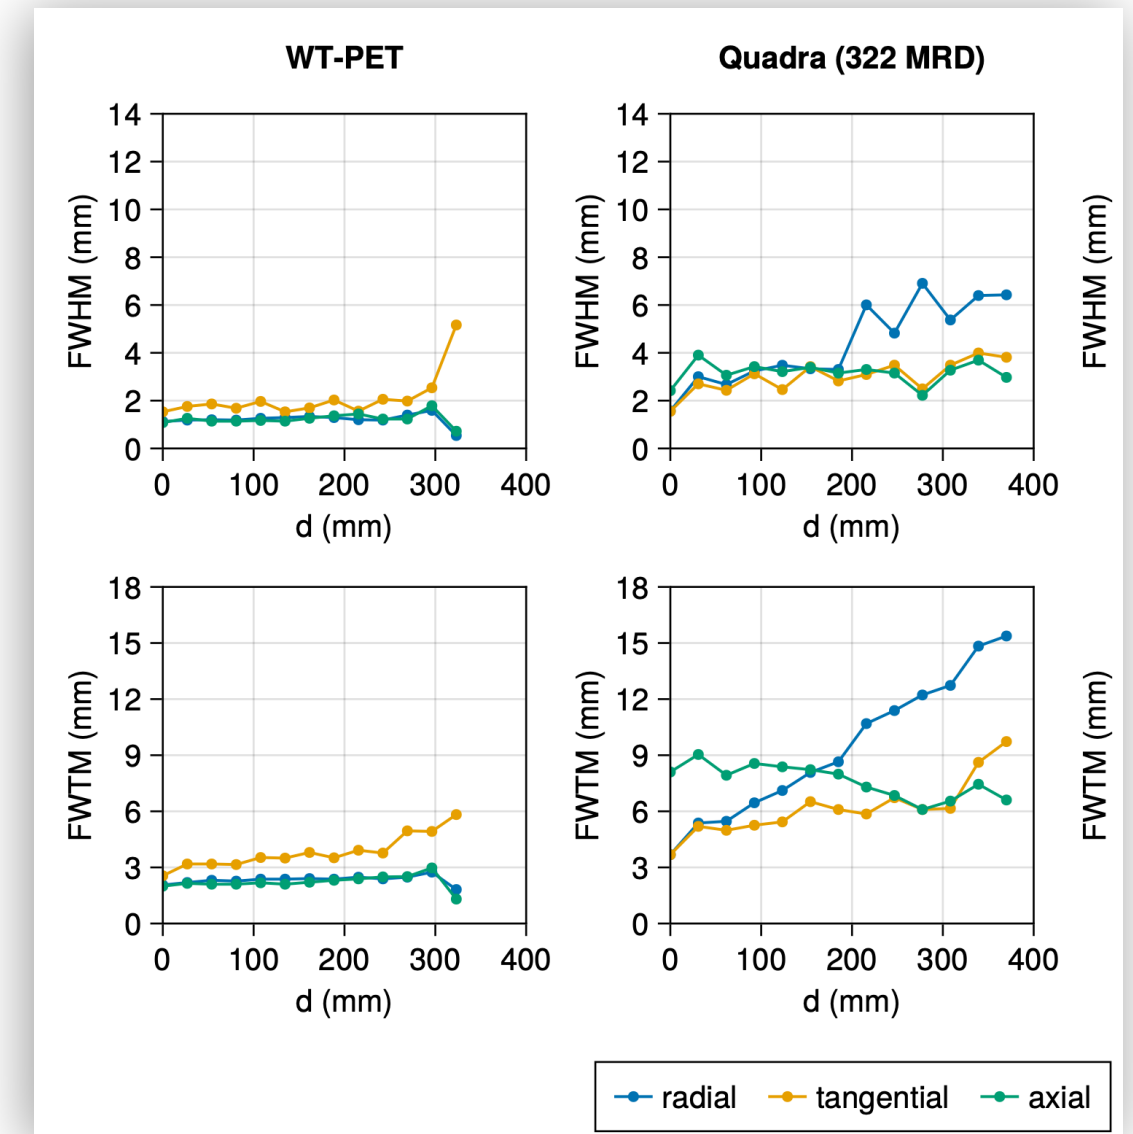 WT-PET
Quadra (322 MRD)
FWHM (mm)
14
12
10
8
6
4
2
0
0 100 200 300 400
d (mm)
FWHM (mm)
14
12
10
8
6
4
2
0
0 100 200 300 400
d (mm)
FWHM (mm)
FWTM (mm)
18
15
12
9
6
3
0
0 100 200 300 400
d (mm)
FWTM (mm)
18
15
12
9
6
3
0
0 100 200 300 400
d (mm)
FWTM (mm)
radial tangential axial